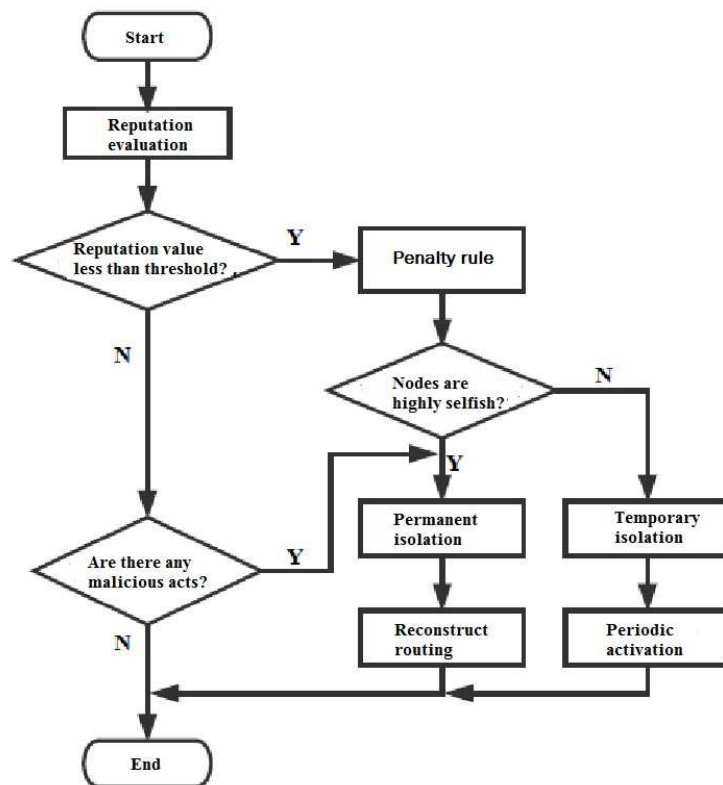 Start
Reputation
evaluation
Reputation value
less than threshold?
Y
Penalty rule
N
Nodes are
highly selfish?
N
Y
Permanent
isolation
Temporary
isolation
Are there any
malicious acts?
Y
N
Reconstruct
routing
Periodic
activation
End